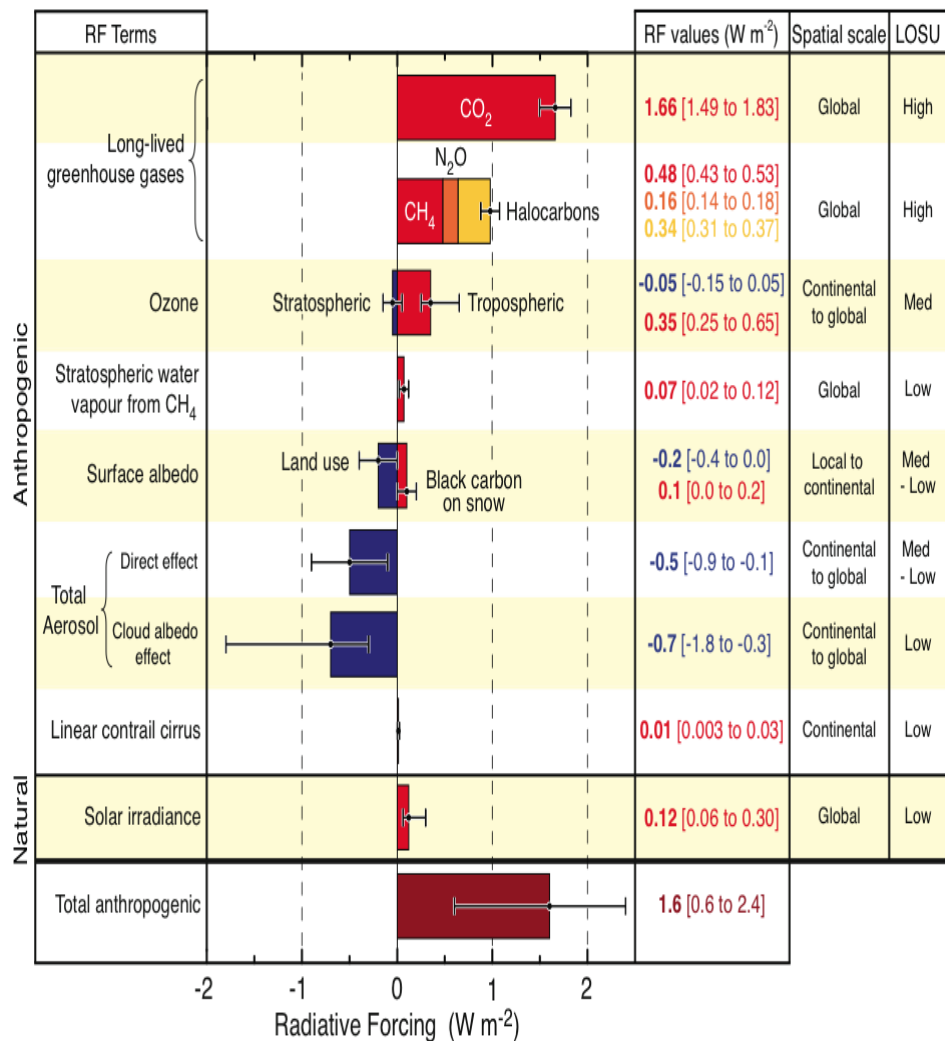 RF Terms
RF values (W m-2)
Spatial scale
LOSU
Anthropogenic
Natural
Long-lived
greenhouse gases
CO2
1.66 [1.49 to 1.83]
Global
High
N2O
CH4
Halocarbons
0.48 [0.43 to 0.53]
0.16 [0.14 to 0.18]
0.34 [0.31 to 0.37]
Global
High
Ozone
Stratospheric
Tropospheric
-0.05 [-0.15 to 0.05]
0.35 [0.25 to 0.65]
Continental
to global
Med
Stratospheric water
vapour from CH4
0.07 [0.02 to 0.12]
Global
Low
Surface albedo
Land use
Black carbon
on snow
-0.2 [-0.4 to 0.0]
0.1 [0.0 to 0.2]
Local to
continental
Med
- Low
Total
Aerosol
Direct effect
-0.5 [-0.9 to -0.1]
Continental
to global
Med
- Low
Cloud albedo
effect
-0.7 [-1.8 to -0.3]
Continental
to global
Low
Linear contrail cirrus
0.01 [0.003 to 0.03]
Continental
Low
Solar irradiance
0.12 [0.06 to 0.30]
Global
Low
Total anthropogenic
1.6 [0.6 to 2.4]
-2 -1 0 1 2
Radiative Forcing (W m-2)